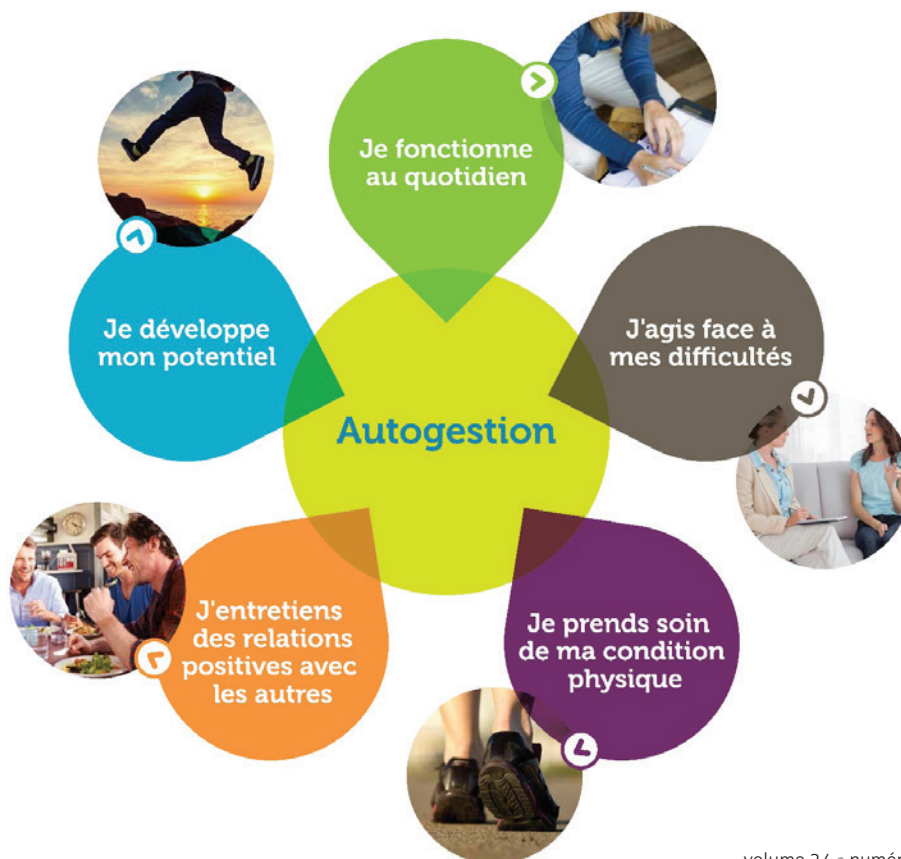 Je fonctionne
au quotidien
J'agis face à
mes difficultés
Je développe
mon potentiel
Autogestion
J'entretiens
des relations
positives avec
les autres
Je prends soin
de ma condition
physique